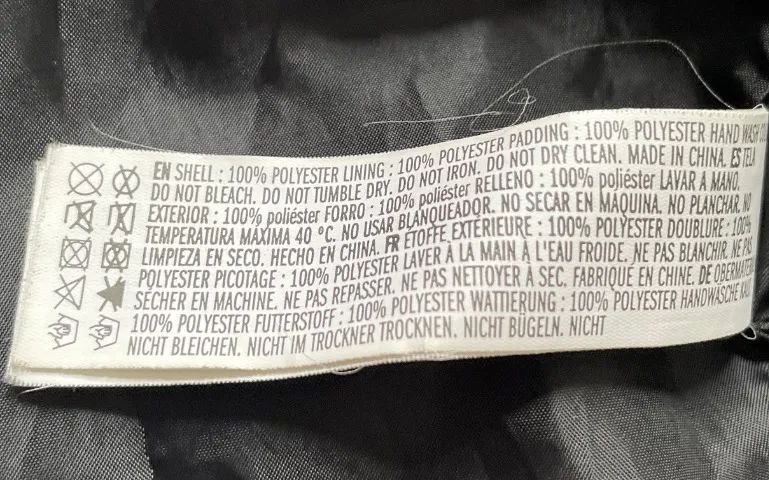 EN SHELL : 100% POLYESTER LINING : 100% POLYESTER PADDING : 100% POLYESTER HAND WASH
DO NOT BLEACH. DO NOT TUMBLE DRY. DO NOT IRON. DO NOT DRY CLEAN. MADE IN CHINA. ES TELA
EXTERIOR : 100% poliéster FORRO : 100% poliéster RELLENO : 100% poliéster LAVAR A MANO.
TEMPERATURA MAXIMA 40 °C. NO USAR BLANQUEADOR. NO SECAR EN MÁQUINA. NO PLANCHAR. NO
LIMPIEZA EN SECO. HECHO EN CHINA. FR ETOFFE EXTÉRIEURE : 100% POLYESTER DOUBLURE : 100%
POLYESTER PICOTAGE : 100% POLYESTER LAVER À LA MAIN À L'EAU FROIDE. NE PAS BLANCHIR. NE PAS
SÉCHER EN MACHINE. NE PAS REPASSER. NE PAS NETTOYER À SEC. FABRIQUÉ EN CHINE. DE
100% POLYESTER FUTTERSTOFF : 100% POLYESTER WATTIERUNG : 100% POLYESTER HANDWÄSCHE
NICHT BLEICHEN. NICHT IM TROCKNER TROCKNEN. NICHT BÜGELN. NICHT